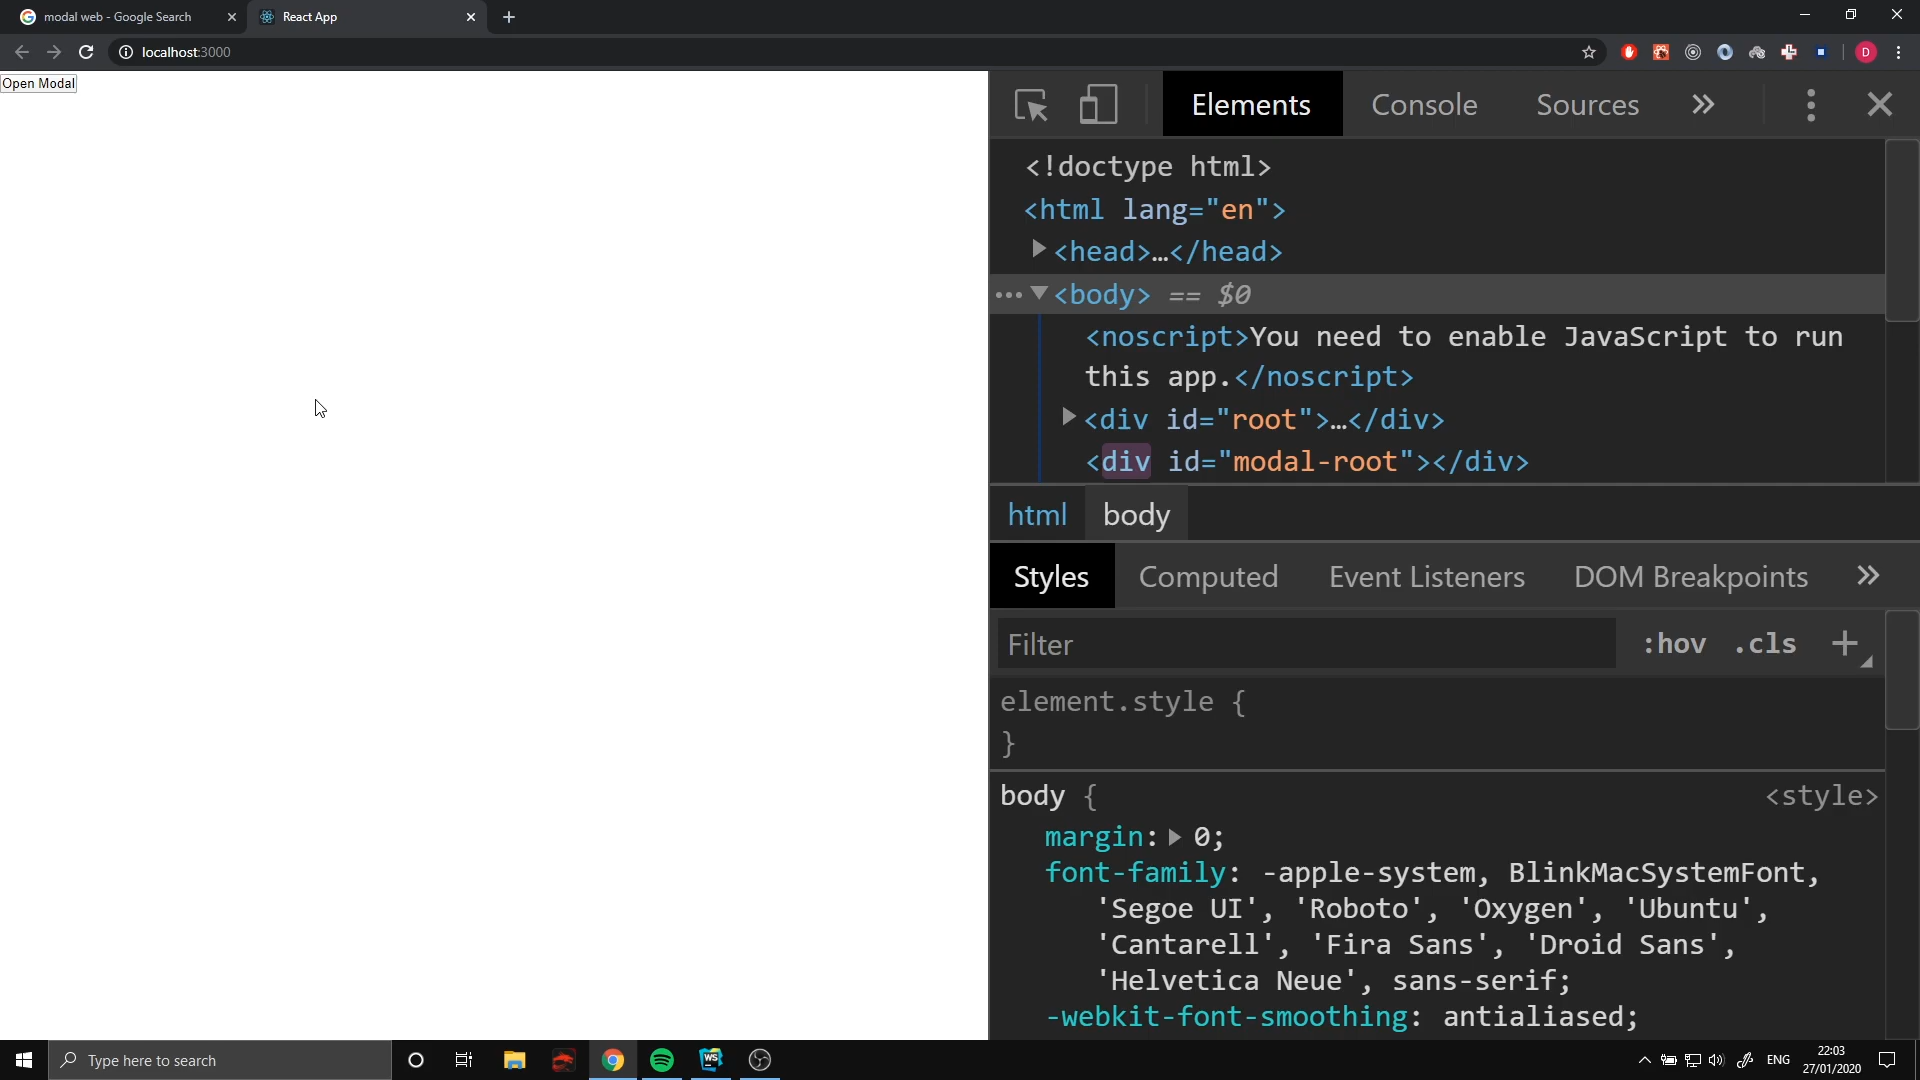 modal web - Google Search
React App
localhost:3000
D
Open Modal
Elements
Console
Sources
<!doctype html>
<html lang="en">
<head>…</head>
<body> == $0
<noscript>You need to enable JavaScript to run
this app.</noscript>
<div id="root">…</div>
<div id="modal-root"></div>
html
body
Styles
Computed
Event Listeners
DOM Breakpoints
Filter
:hov
.cls
element.style {
}
body {
<style>
margin: 0;
font-family: -apple-system, BlinkMacSystemFont,
'Segoe UI', 'Roboto', 'Oxygen', 'Ubuntu',
'Cantarell', 'Fira Sans', 'Droid Sans',
'Helvetica Neue', sans-serif;
-webkit-font-smoothing: antialiased;
Type here to search
WS
ENG
22:03
27/01/2020